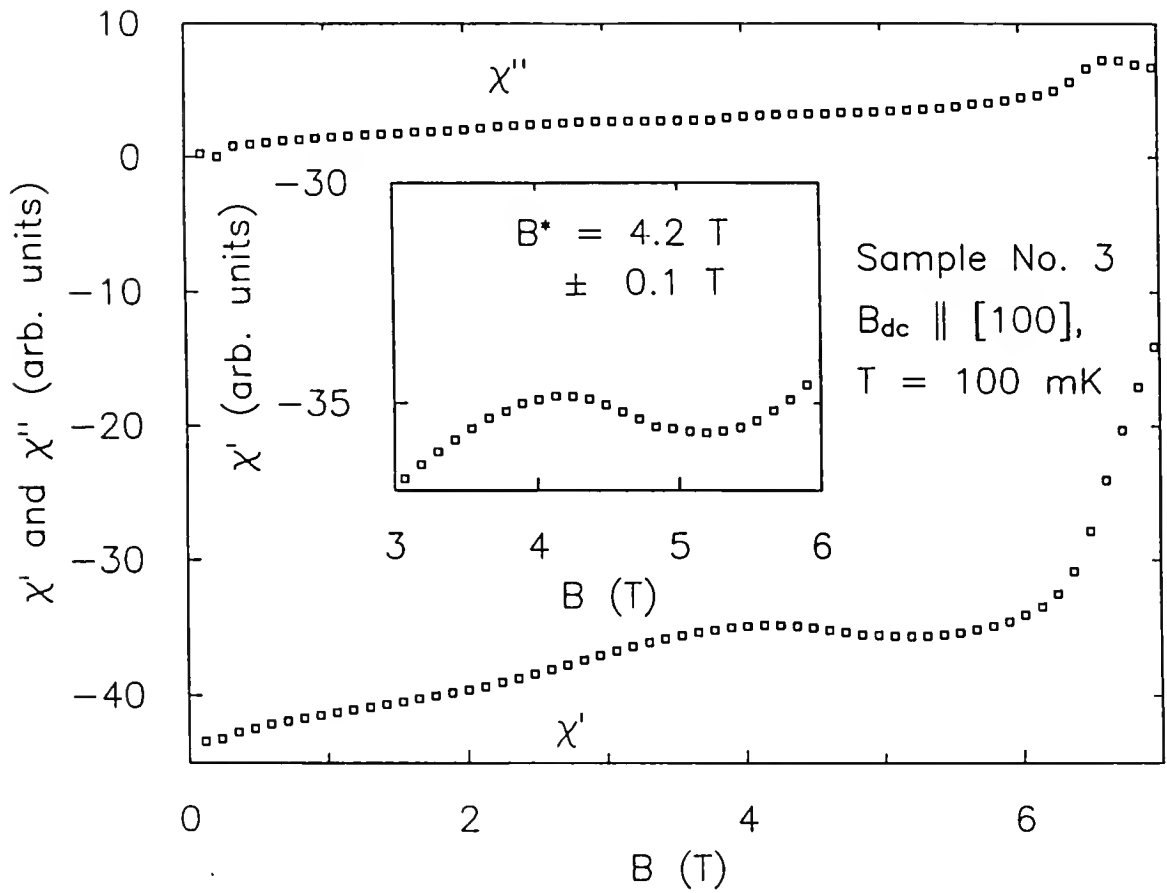 10
0
−10
−20
−30
−40
χ' and χ'' (arb. units)
χ''
−30
−35
χ' (arb. units)
B* = 4.2 T
± 0.1 T
3 4 5 6
B (T)
Sample No. 3
Bdc ∥ [100],
T = 100 mK
χ'
0 2 4 6
B (T)